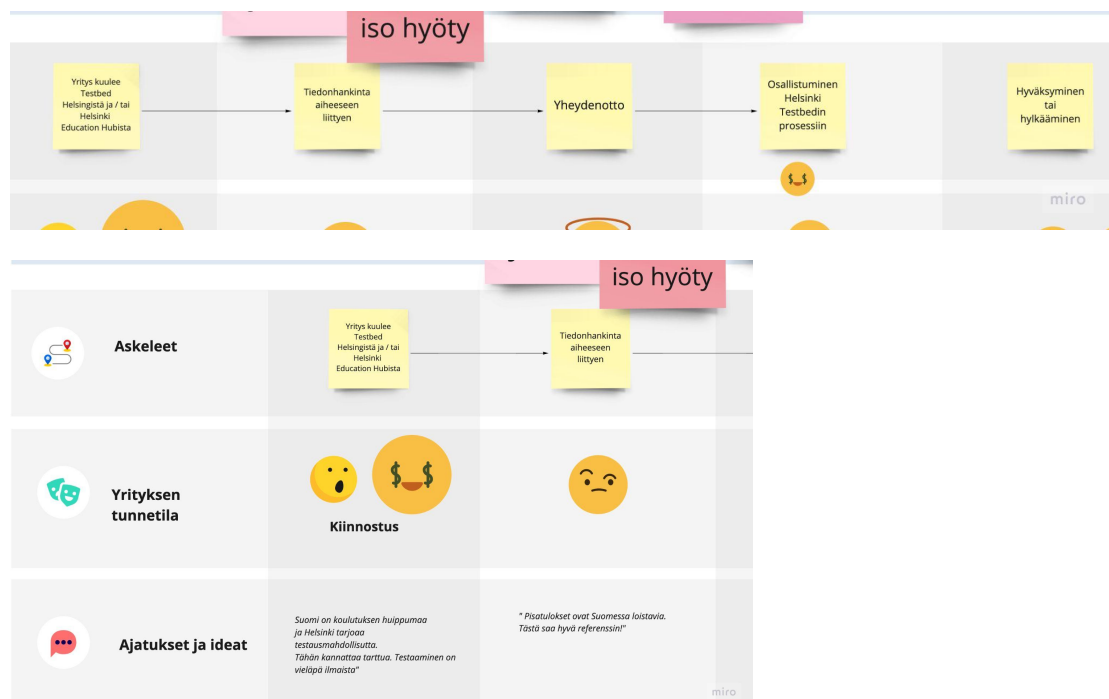 iso hyöty
Yritys kuulee
Testbed
Helsingistä ja / tai
Helsinki
Education Hubista
Tiedonhankinta
aiheeseen
liittyen
Yheydenotto
Osallistuminen
Helsinki
Testbedin
prosessiin
Hyväksyminen
tai
hylkääminen
miro
iso hyöty
Askeleet
Yritys kuulee
Testbed
Helsingistä ja / tai
Helsinki
Education Hubista
Tiedonhankinta
aiheeseen
liittyen
Yrityksen
tunnetila
Kiinnostus
Ajatukset ja ideat
Suomi on koulutuksen huippumaa
ja Helsinki tarjoaa
testausmahdollisutta.
Tähän kannattaa tarttua. Testaaminen on
vieläpä ilmaista"
" Pisatulokset ovat Suomessa loistavia.
Tästä saa hyvä referenssin!"
miro